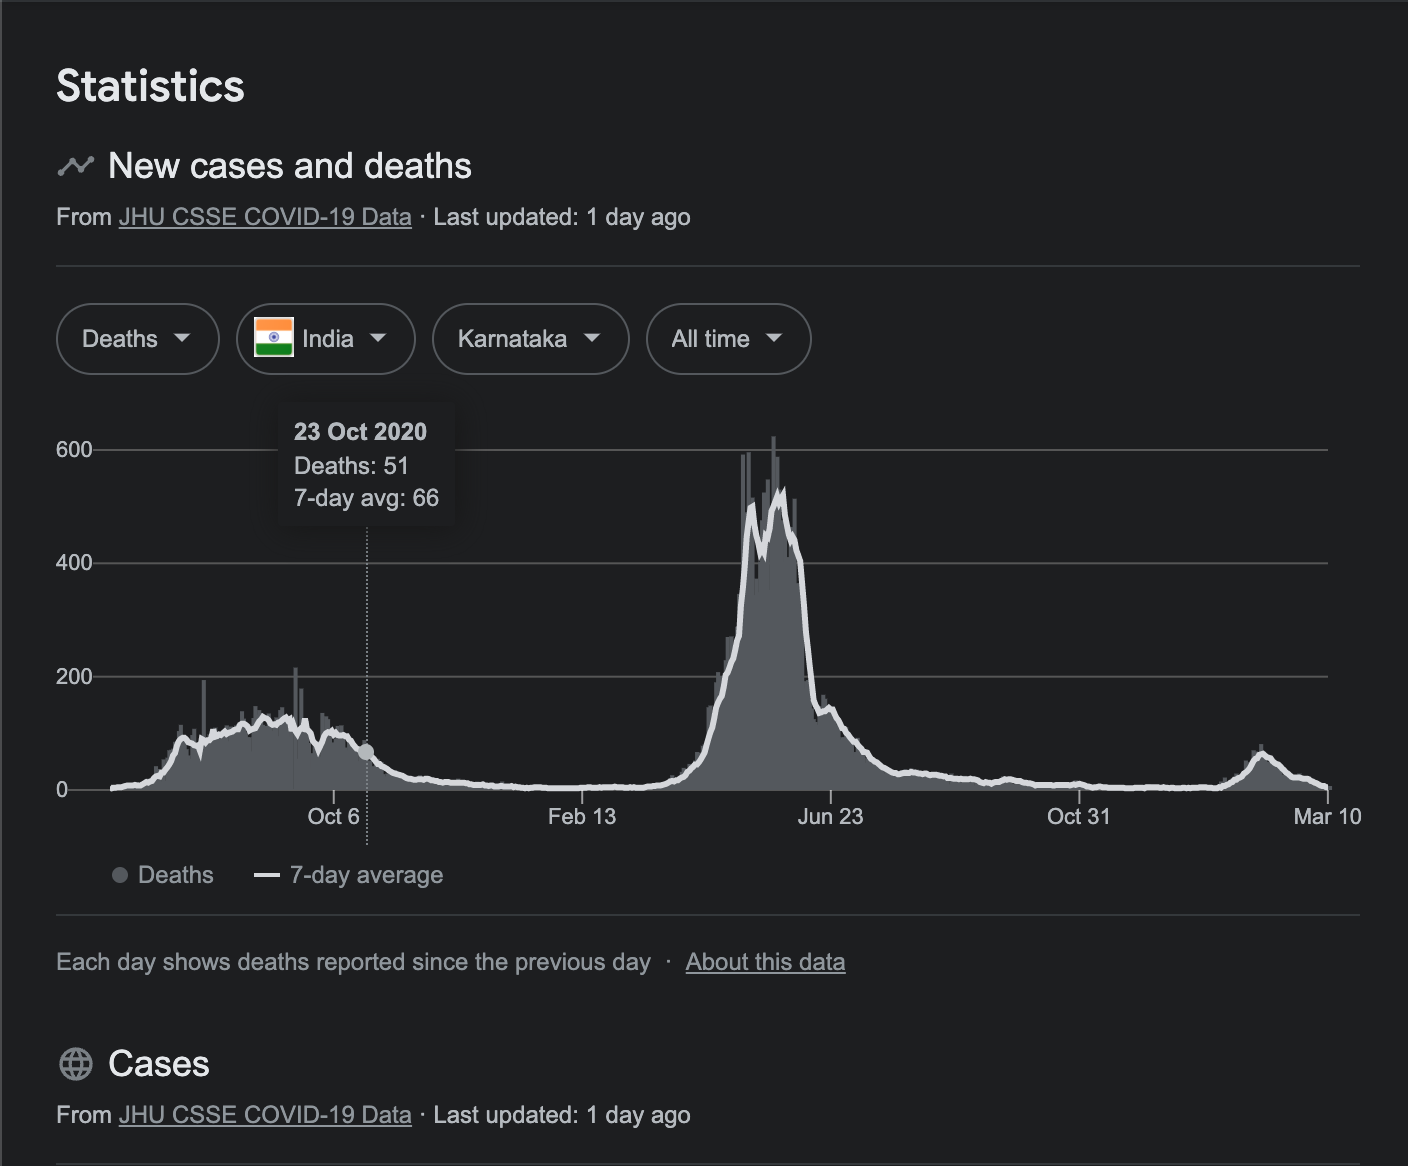 Statistics
New cases and deaths
From JHU CSSE COVID-19 Data · Last updated: 1 day ago
Deaths India Karnataka All time
23 Oct 2020
Deaths: 51
7-day avg: 66
600
400
200
0
Oct 6 Feb 13 Jun 23 Oct 31 Mar 10
Deaths 7-day average
Each day shows deaths reported since the previous day · About this data
Cases
From JHU CSSE COVID-19 Data · Last updated: 1 day ago